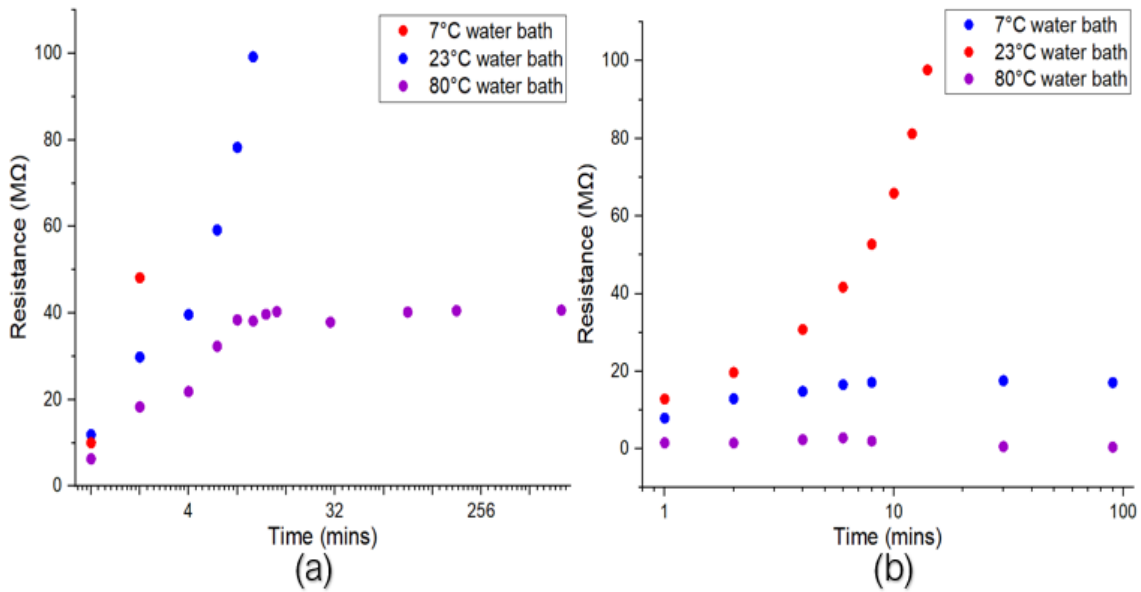 7°C water bath
23°C water bath
80°C water bath
100
80
60
40
20
0
Resistance (MΩ)
4
32
256
Time (mins)
(a)
7°C water bath
23°C water bath
80°C water bath
100
80
60
40
20
0
Resistance (MΩ)
1
10
100
Time (mins)
(b)